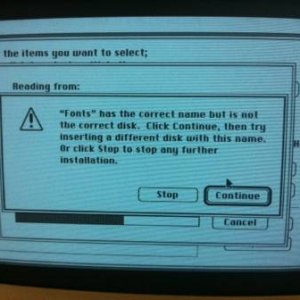 the items you want to select;
Reading from:
"Fonts" has the correct name but is not
the correct disk. Click Continue, then try
inserting a different disk with this name.
Or click Stop to stop any further
installation.
Stop
Continue
Cancel